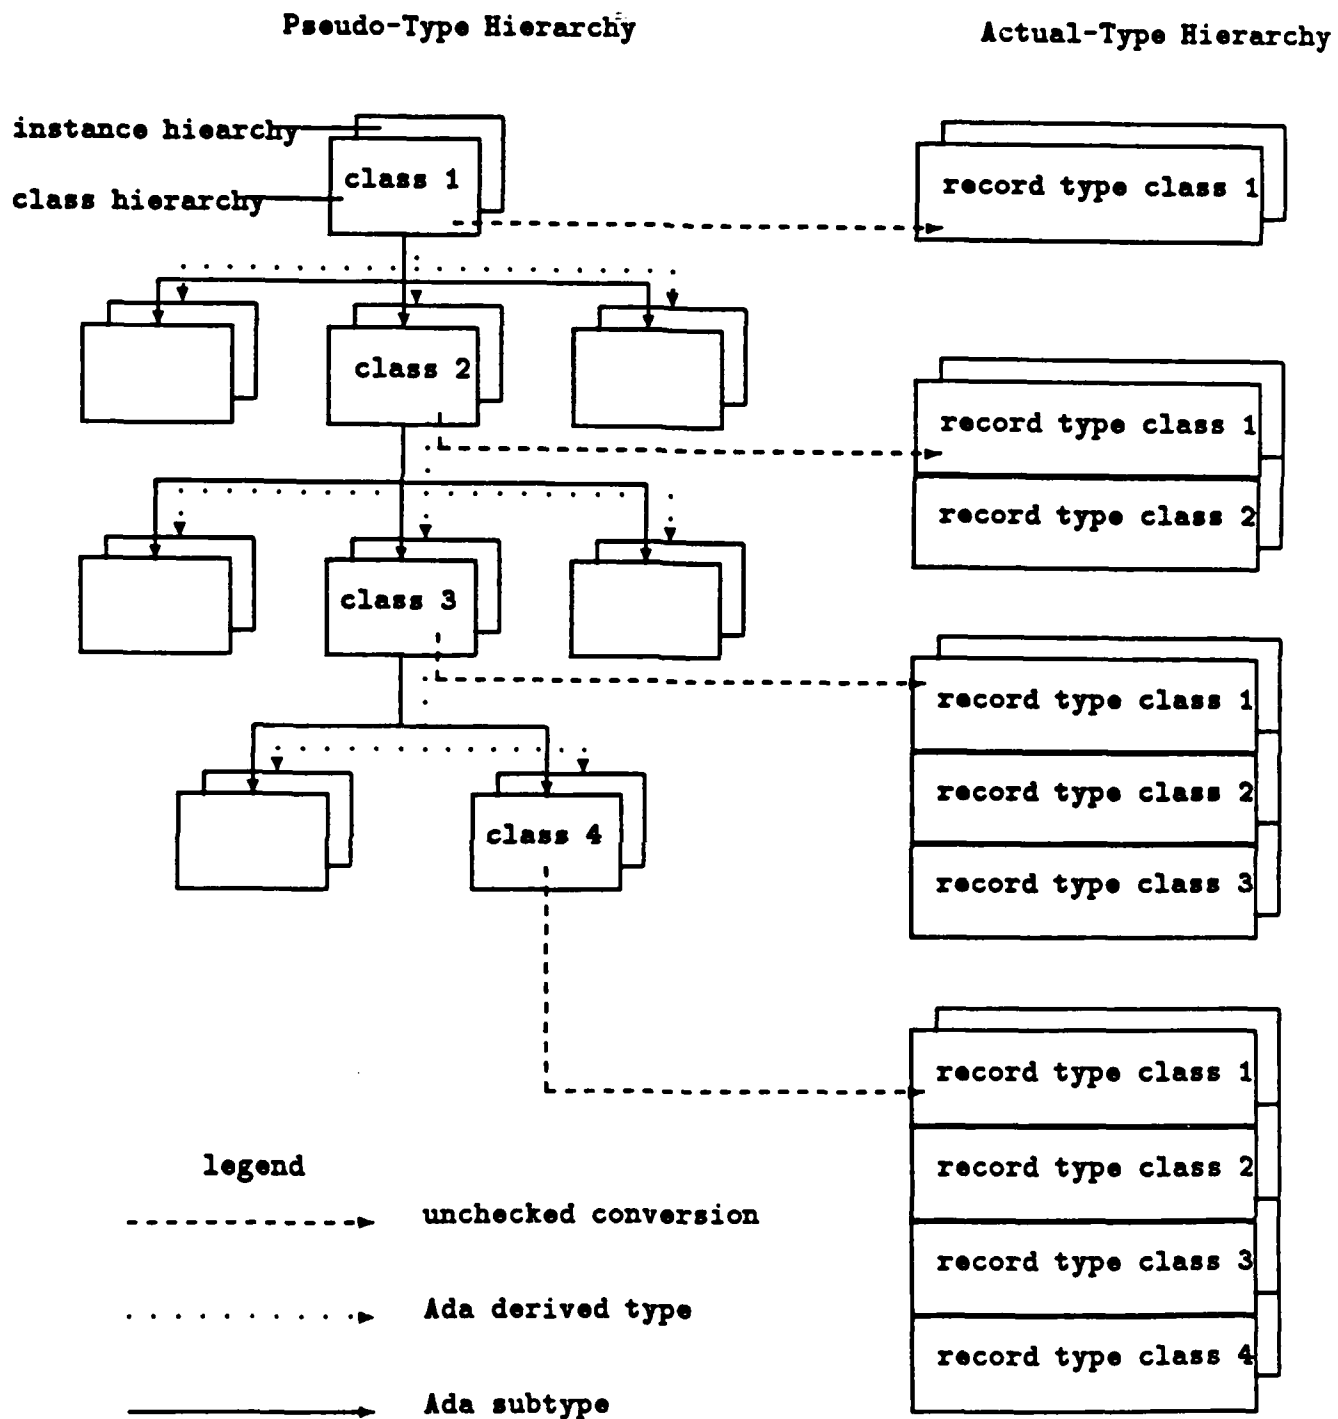 Pseudo-Type Hierarchy
Actual-Type Hierarchy
instance hiearchy
class hierarchy
class 1
record type class 1
class 2
record type class 1
record type class 2
class 3
record type class 1
record type class 2
record type class 3
class 4
record type class 1
record type class 2
record type class 3
record type class 4
legend
unchecked conversion
Ada derived type
Ada subtype